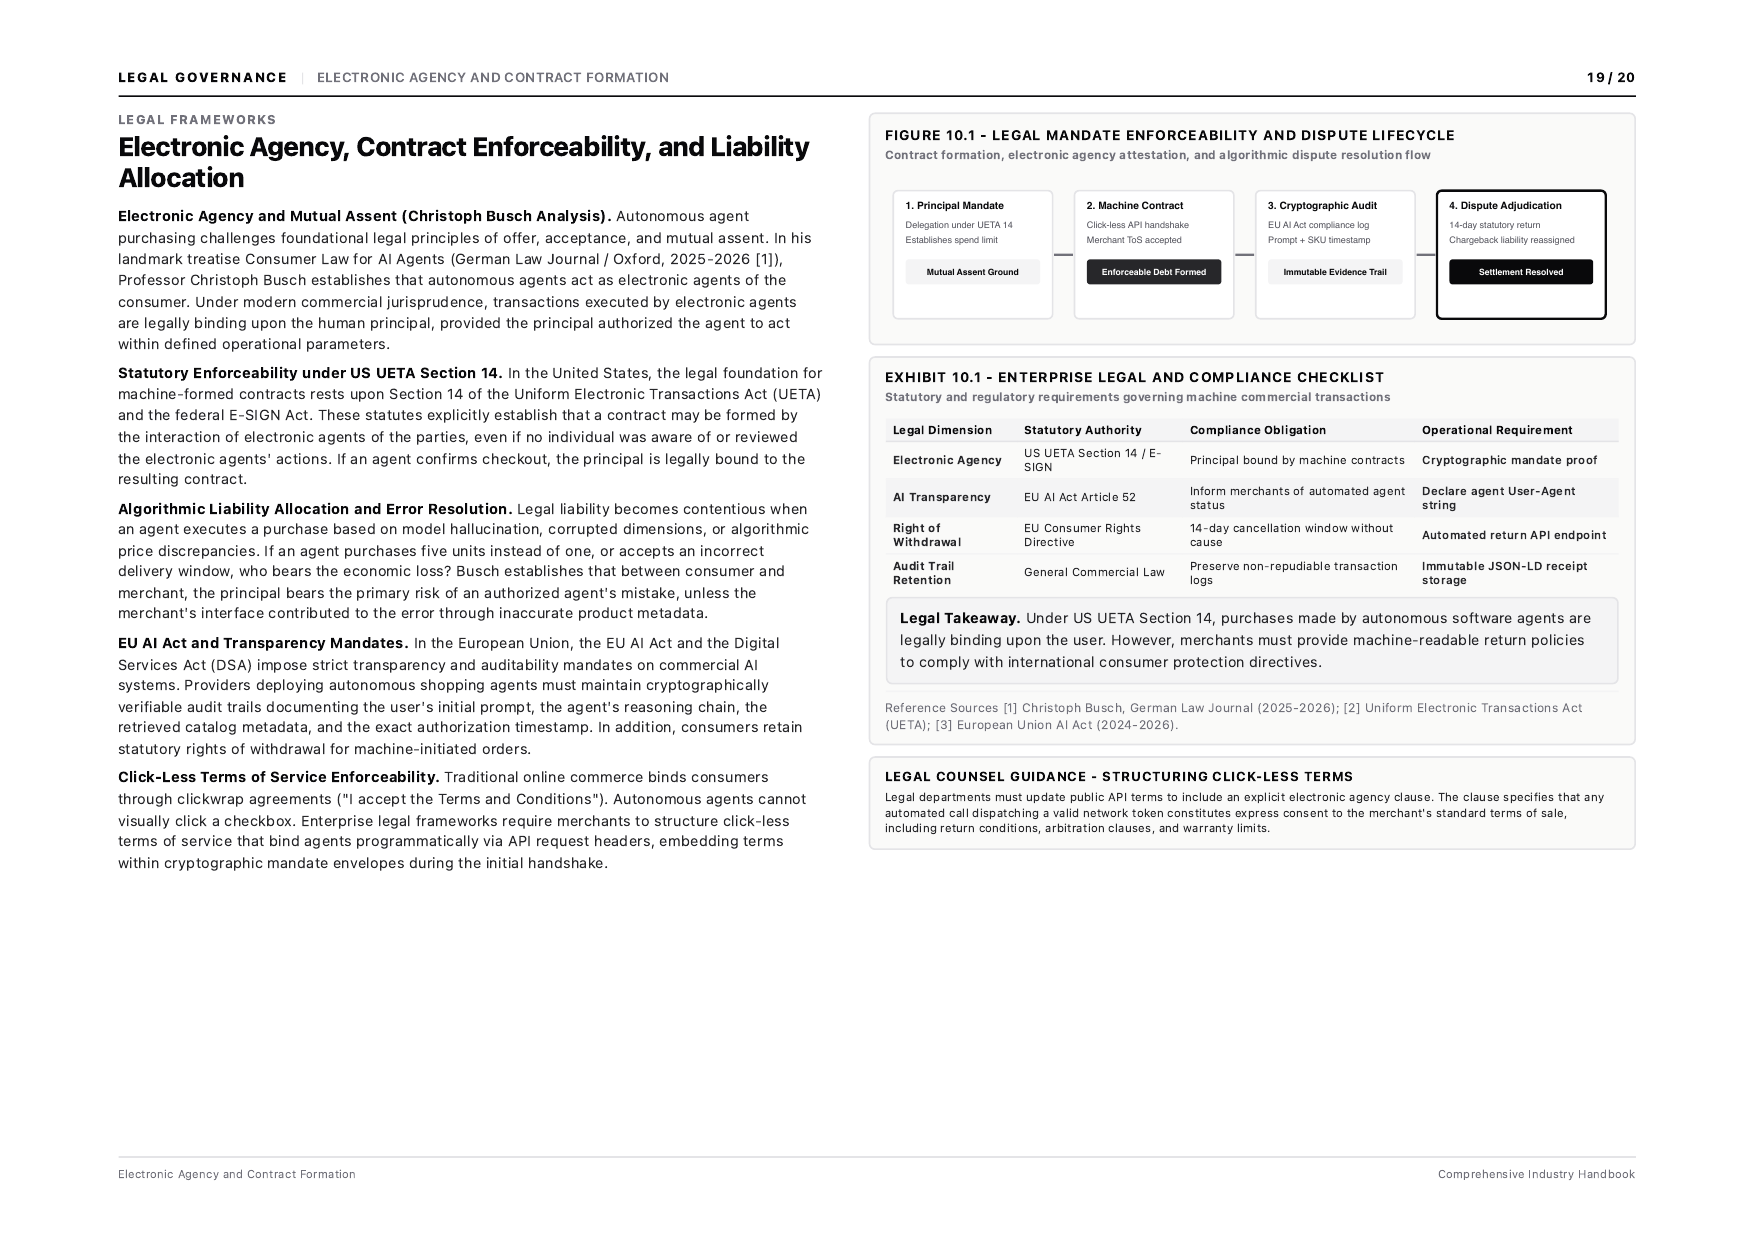 LEGAL GOVERNANCE | ELECTRONIC AGENCY AND CONTRACT FORMATION
19 / 20
LEGAL FRAMEWORKS
Electronic Agency, Contract Enforceability, and Liability
Allocation
Electronic Agency and Mutual Assent (Christoph Busch Analysis). Autonomous agent
purchasing challenges foundational legal principles of offer, acceptance, and mutual assent. In his
landmark treatise Consumer Law for AI Agents (German Law Journal / Oxford, 2025-2026 [1]),
Professor Christoph Busch establishes that autonomous agents act as electronic agents of the
consumer. Under modern commercial jurisprudence, transactions executed by electronic agents
are legally binding upon the human principal, provided the principal authorized the agent to act
within defined operational parameters.
Statutory Enforceability under US UETA Section 14. In the United States, the legal foundation for
machine-formed contracts rests upon Section 14 of the Uniform Electronic Transactions Act (UETA)
and the federal E-SIGN Act. These statutes explicitly establish that a contract may be formed by
the interaction of electronic agents of the parties, even if no individual was aware of or reviewed
the electronic agents' actions. If an agent confirms checkout, the principal is legally bound to the
resulting contract.
Algorithmic Liability Allocation and Error Resolution. Legal liability becomes contentious when
an agent executes a purchase based on model hallucination, corrupted dimensions, or algorithmic
price discrepancies. If an agent purchases five units instead of one, or accepts an incorrect
delivery window, who bears the economic loss? Busch establishes that between consumer and
merchant, the principal bears the primary risk of an authorized agent's mistake, unless the
merchant's interface contributed to the error through inaccurate product metadata.
EU AI Act and Transparency Mandates. In the European Union, the EU AI Act and the Digital
Services Act (DSA) impose strict transparency and auditability mandates on commercial AI
systems. Providers deploying autonomous shopping agents must maintain cryptographically
verifiable audit trails documenting the user's initial prompt, the agent's reasoning chain, the
retrieved catalog metadata, and the exact authorization timestamp. In addition, consumers retain
statutory rights of withdrawal for machine-initiated orders.
Click-Less Terms of Service Enforceability. Traditional online commerce binds consumers
through clickwrap agreements ("I accept the Terms and Conditions"). Autonomous agents cannot
visually click a checkbox. Enterprise legal frameworks require merchants to structure click-less
terms of service that bind agents programmatically via API request headers, embedding terms
within cryptographic mandate envelopes during the initial handshake.
FIGURE 10.1 - LEGAL MANDATE ENFORCEABILITY AND DISPUTE LIFECYCLE
Contract formation, electronic agency attestation, and algorithmic dispute resolution flow
1. Principal Mandate
Delegation under UETA 14
Establishes spend limit
Mutual Assent Ground
2. Machine Contract
Click-less API handshake
Merchant ToS accepted
Enforceable Debt Formed
3. Cryptographic Audit
EU AI Act compliance log
Prompt + SKU timestamp
Immutable Evidence Trail
4. Dispute Adjudication
14-day statutory return
Chargeback liability reassigned
Settlement Resolved
EXHIBIT 10.1 - ENTERPRISE LEGAL AND COMPLIANCE CHECKLIST
Statutory and regulatory requirements governing machine commercial transactions
Legal Dimension Statutory Authority Compliance Obligation Operational Requirement
Electronic Agency
US UETA Section 14 / E-
SIGN
Principal bound by machine contracts
Cryptographic mandate proof
AI Transparency
EU AI Act Article 52
Inform merchants of automated agent
status
Declare agent User-Agent
string
Right of
Withdrawal
EU Consumer Rights
Directive
14-day cancellation window without
cause
Automated return API endpoint
Audit Trail
Retention
General Commercial Law
Preserve non-repudiable transaction
logs
Immutable JSON-LD receipt
storage
Legal Takeaway. Under US UETA Section 14, purchases made by autonomous software agents are
legally binding upon the user. However, merchants must provide machine-readable return policies
to comply with international consumer protection directives.
Reference Sources [1] Christoph Busch, German Law Journal (2025-2026); [2] Uniform Electronic Transactions Act
(UETA); [3] European Union AI Act (2024-2026).
LEGAL COUNSEL GUIDANCE - STRUCTURING CLICK-LESS TERMS
Legal departments must update public API terms to include an explicit electronic agency clause. The clause specifies that any
automated call dispatching a valid network token constitutes express consent to the merchant's standard terms of sale,
including return conditions, arbitration clauses, and warranty limits.
Electronic Agency and Contract Formation
Comprehensive Industry Handbook